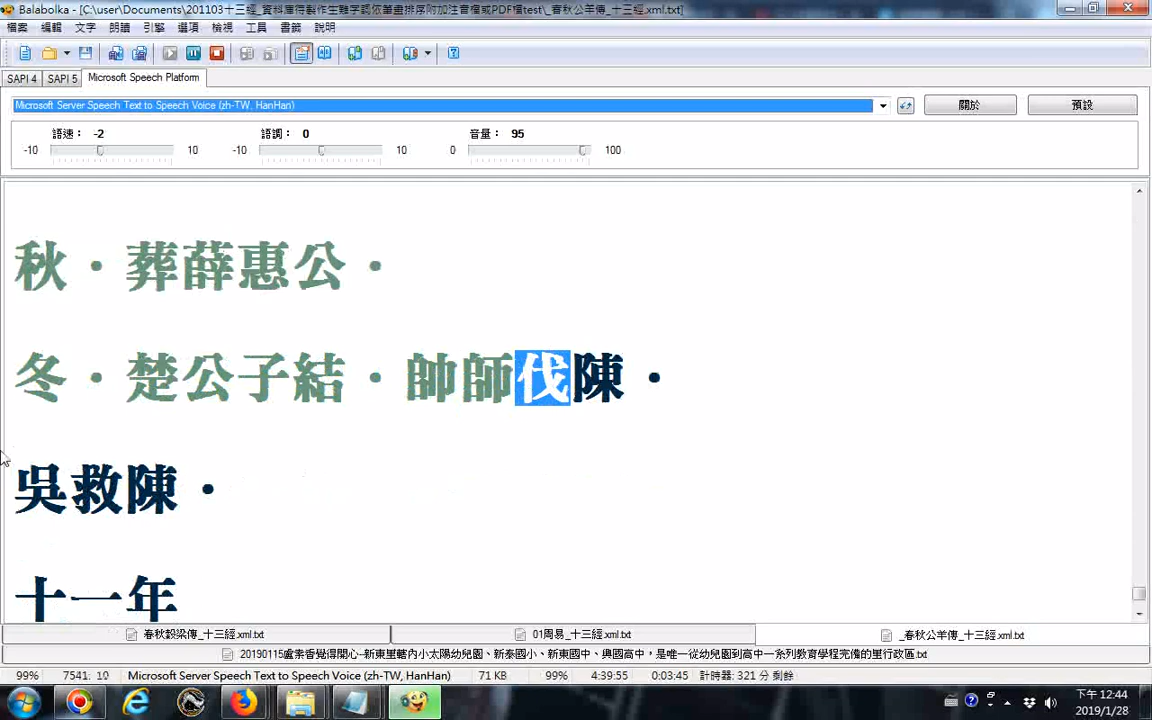 Balabolka - [C:\user\Documents\201103十三經_資料庫得製作生難字詞依筆畫排序附加注音檔或PDF檔test\_春秋公羊傳_十三經.xml.txt]
檔案 編輯 文字 朗讀 引擎 選項 檢視 工具 書籤 說明
SAPI 4 SAPI 5 Microsoft Speech Platform
Microsoft Server Speech Text to Speech Voice (zh-TW, HanHan) 關於 預設
語速： -2 語調： 0 音量： 95
-10 10 -10 10 0 100
秋‧葬薛惠公‧
冬‧楚公子結‧帥師伐陳‧
吳救陳‧
十一年
春秋穀梁傳_十三經.xml.txt 01周易_十三經.xml.txt _春秋公羊傳_十三經.xml.txt
20190115盧素香覺得開心--新東里轄內小太陽幼兒園、新泰國小、新東國中、興國高中，是唯一從幼兒園到高中一系列教育學程完備的里行政區.txt
99% 7541: 10 Microsoft Server Speech Text to Speech Voice (zh-TW, HanHan) 71 KB 99% 4:39:55 0:03:45 計時器: 321 分 剩餘
下午 12:44
2019/1/28